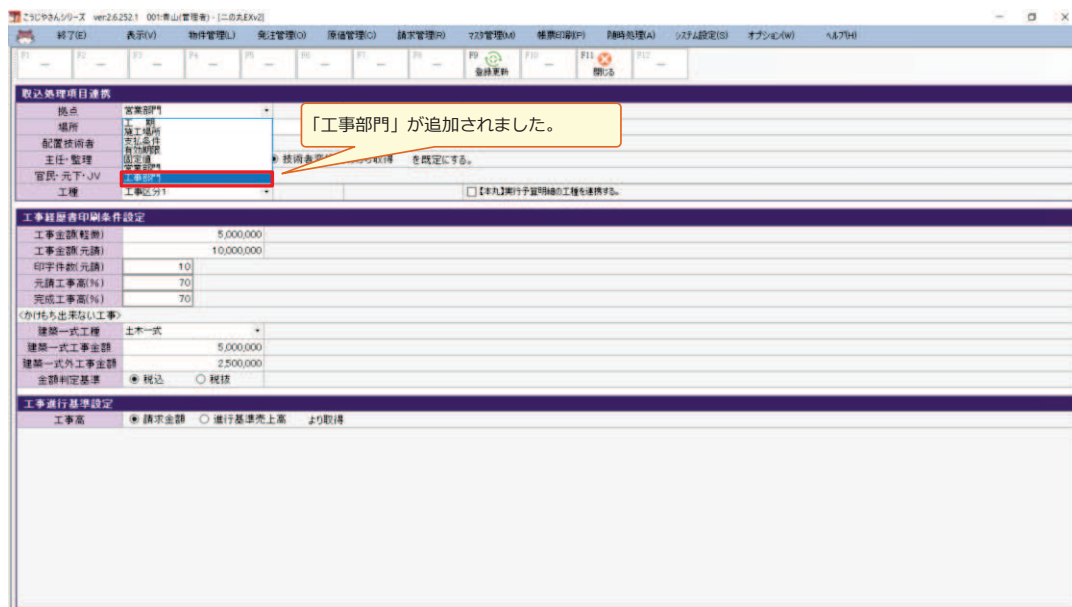 こうじやさんシリーズ ver2.6.252.1 001:青山(管理者) - [二の丸EXv2]
終了(E) 表示(V) 物件管理(L) 発注管理(O) 原価管理(C) 請求管理(R) マスタ管理(M) 帳票印刷(P) 随時処理(A) システム設定(S) オプション(W) ヘルプ(H)
F1 F2 F3 F4 F5 F6 F7 F8 F9 F10 F11 F12
登録更新 閉じる
取込処理項目連携
拠点 営業部門
場所 工 期
施工場所
配置技術者 支払条件
有効期限
主任・監理 固定値 技術者 取得 を既定にする。
営業部門
官民・元下・JV 工事部門
工種 工事区分1 【本丸】実行予算明細の工種を連携する。
「工事部門」が追加されました。
工事経歴書印刷条件設定
工事金額(軽微) 5,000,000
工事金額(元請) 10,000,000
印字件数(元請) 10
元請工事高(%) 70
完成工事高(%) 70
<かけもち出来ない工事>
建築一式工種 土木一式
建築一式工事金額 5,000,000
建築一式外工事金額 2,500,000
金額判定基準 税込 税抜
工事進行基準設定
工事高 請求金額 進行基準売上高 より取得